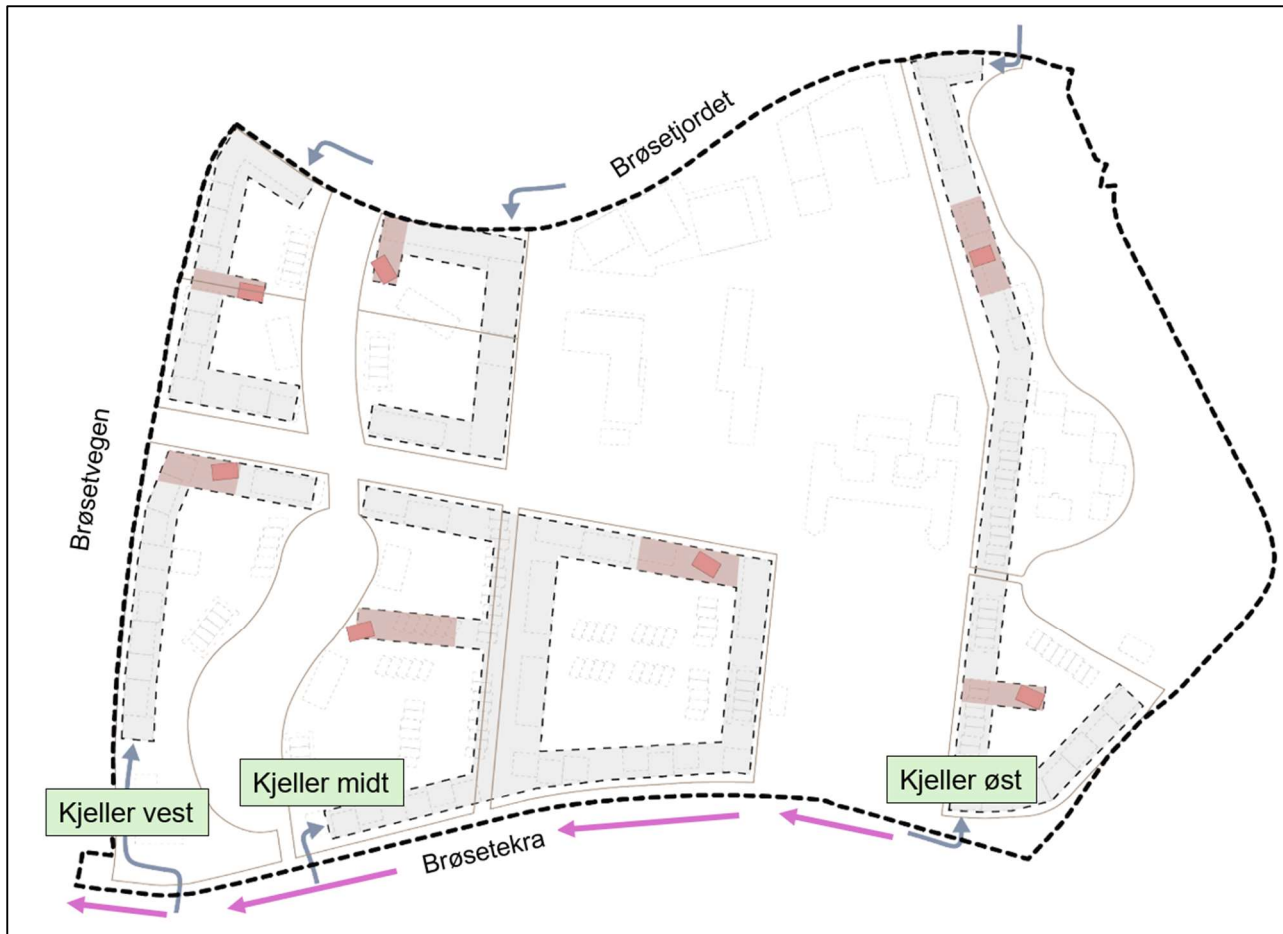 Brøsetjordet
Brøsetvegen
Kjeller vest
Kjeller midt
Kjeller øst
Brøsetekra